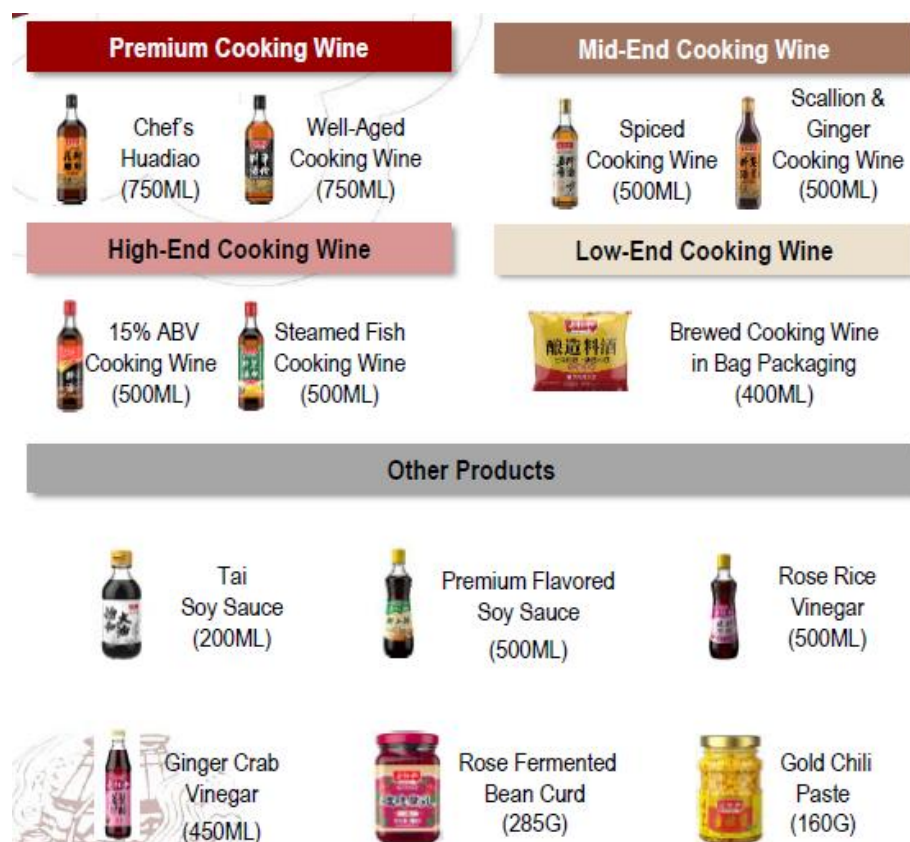 Premium Cooking Wine
Chef's
Huadiao
(750ML)
Well-Aged
Cooking Wine
(750ML)
Mid-End Cooking Wine
Spiced
Cooking Wine
(500ML)
Scallion &
Ginger
Cooking Wine
(500ML)
High-End Cooking Wine
15% ABV
Cooking Wine
(500ML)
Steamed Fish
Cooking Wine
(500ML)
Low-End Cooking Wine
酿造料酒
Brewed Cooking Wine
in Bag Packaging
(400ML)
Other Products
Tai
Soy Sauce
(200ML)
Premium Flavored
Soy Sauce
(500ML)
Rose Rice
Vinegar
(500ML)
Ginger Crab
Vinegar
(450ML)
Rose Fermented
Bean Curd
(285G)
Gold Chili
Paste
(160G)